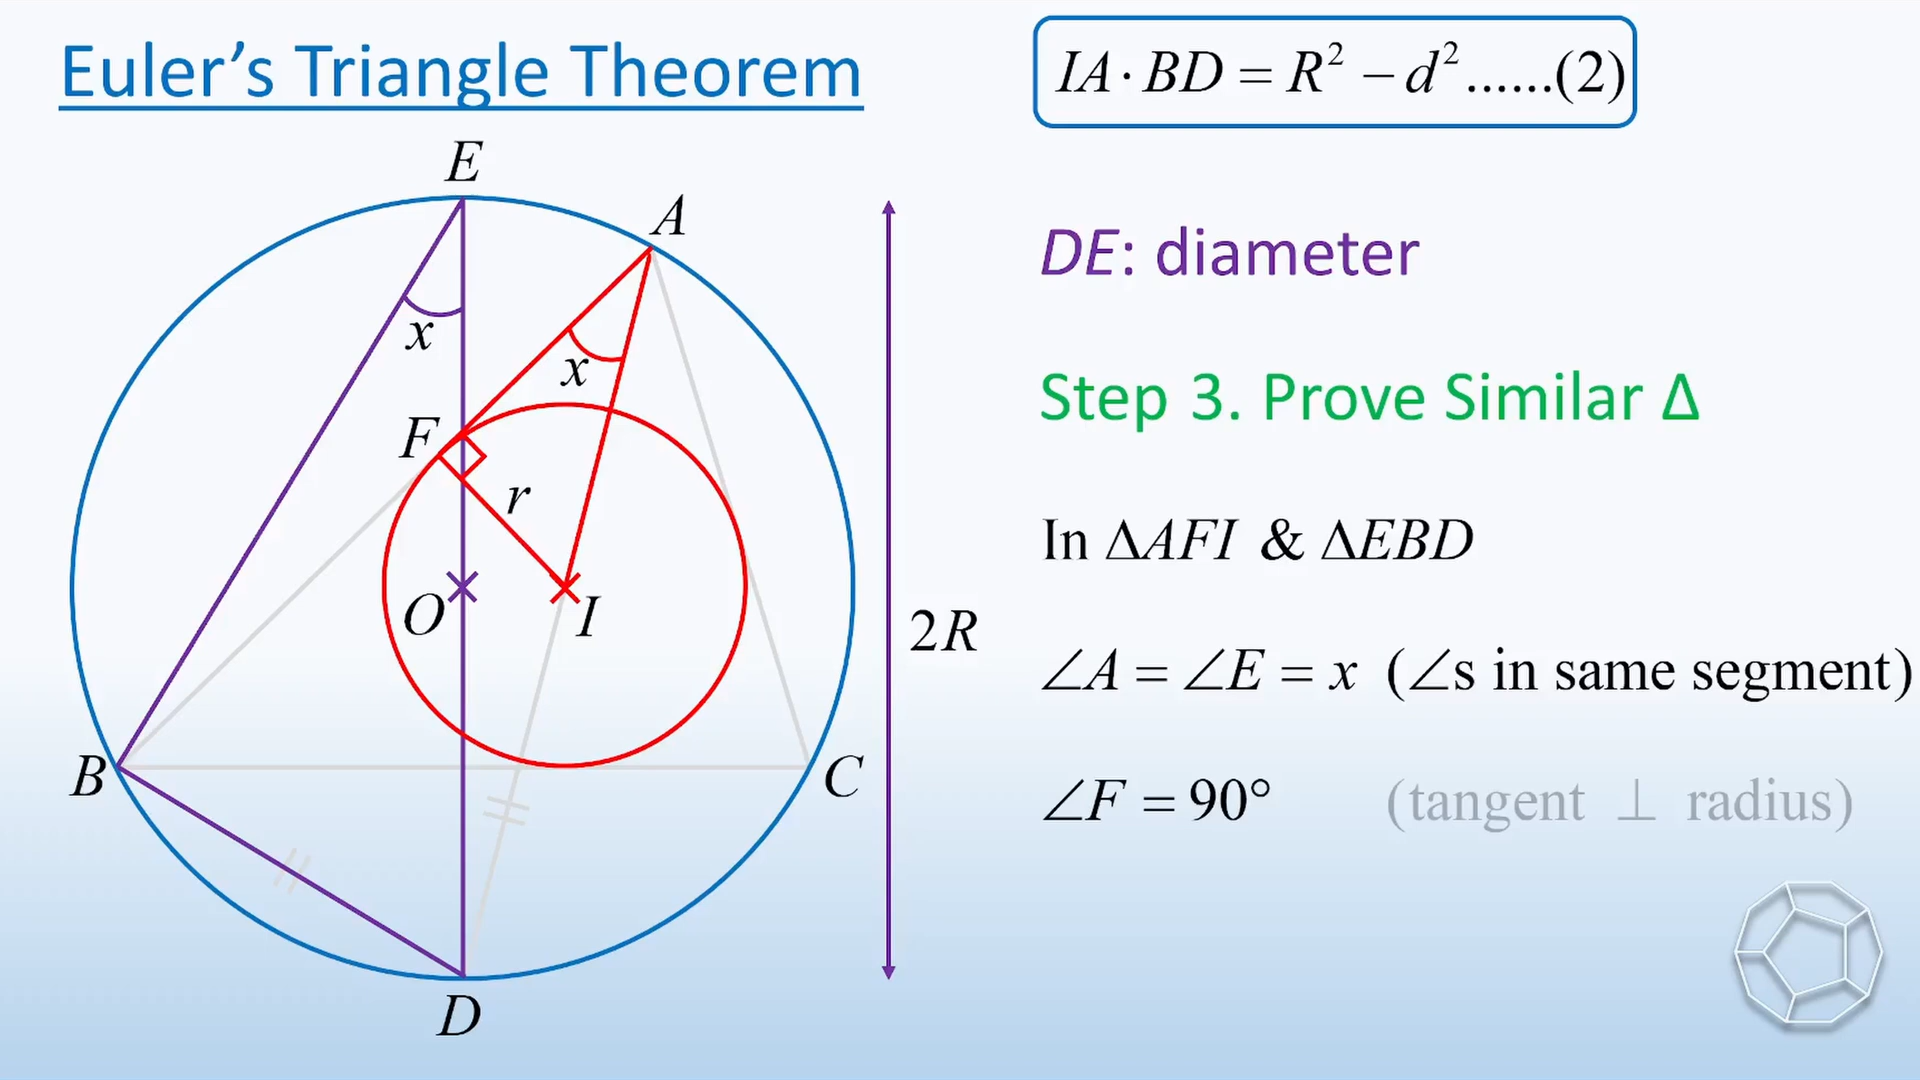 Euler’s Triangle Theorem
IA · BD = R² − d² ......(2)
E
A
DE: diameter
x
x
Step 3. Prove Similar Δ
F
r
In ΔAFI & ΔEBD
O
I
2R
∠A = ∠E = x (∠s in same segment)
B
C
∠F = 90° (tangent ⊥ radius)
D